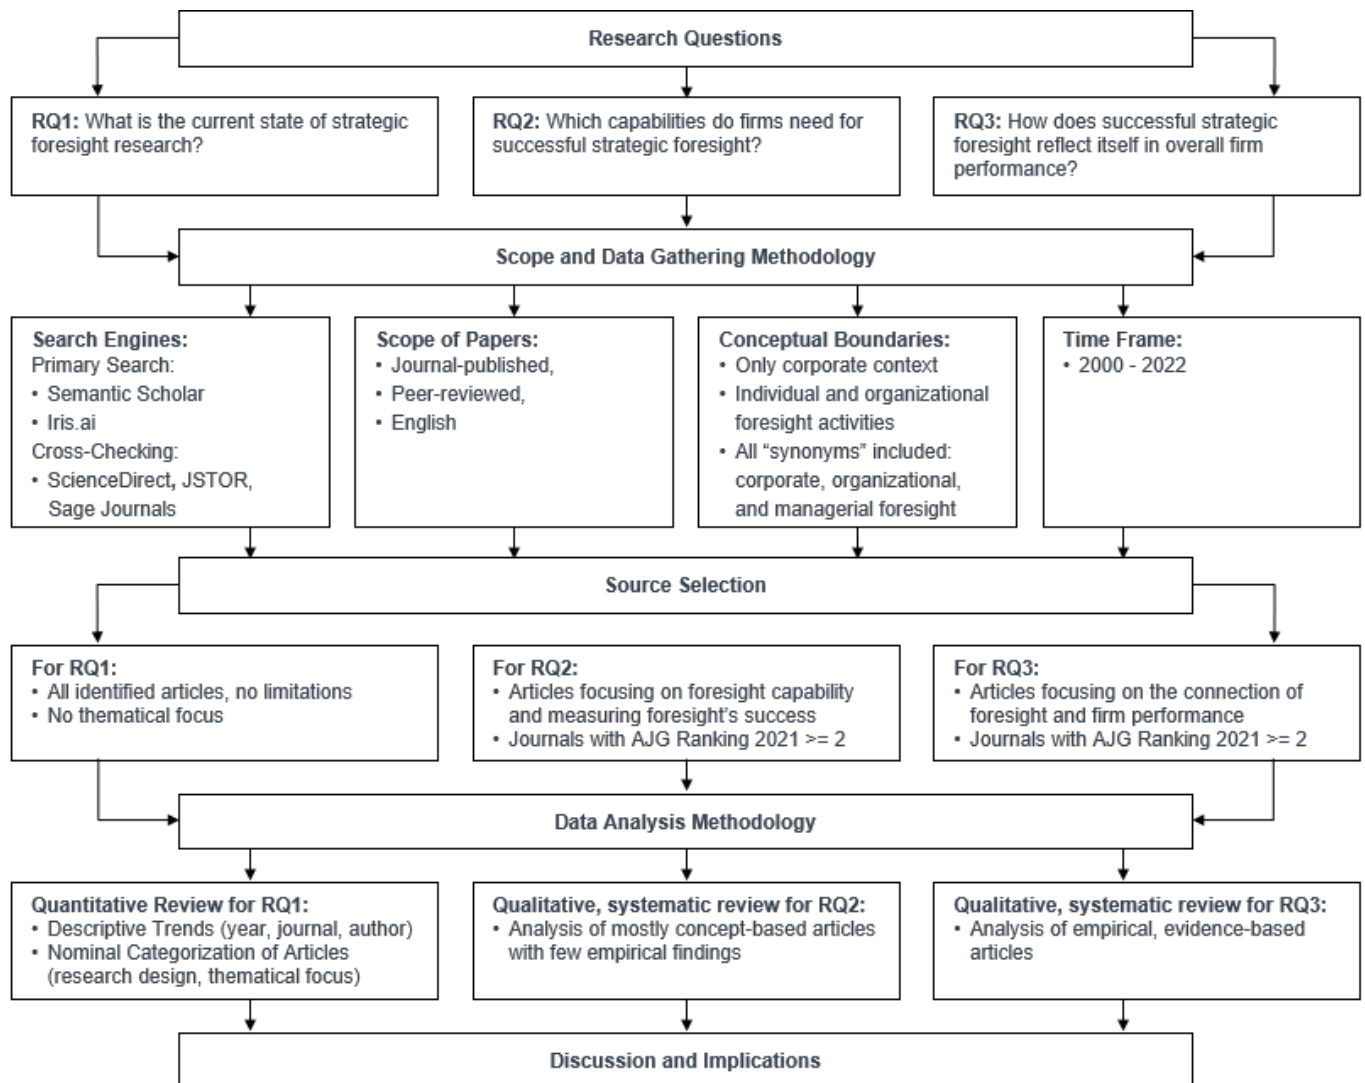 Research Questions
RQ1: What is the current state of strategic
foresight research?
RQ2: Which capabilities do firms need for
successful strategic foresight?
RQ3: How does successful strategic
foresight reflect itself in overall firm
performance?
Scope and Data Gathering Methodology
Search Engines:
Primary Search:
• Semantic Scholar
• Iris.ai
Cross-Checking:
• ScienceDirect, JSTOR,
Sage Journals
Scope of Papers:
• Journal-published,
• Peer-reviewed,
• English
Conceptual Boundaries:
• Only corporate context
• Individual and organizational
foresight activities
• All “synonyms” included:
corporate, organizational,
and managerial foresight
Time Frame:
• 2000 - 2022
Source Selection
For RQ1:
• All identified articles, no limitations
• No thematical focus
For RQ2:
• Articles focusing on foresight capability
and measuring foresight’s success
• Journals with AJG Ranking 2021 >= 2
For RQ3:
• Articles focusing on the connection of
foresight and firm performance
• Journals with AJG Ranking 2021 >= 2
Data Analysis Methodology
Quantitative Review for RQ1:
• Descriptive Trends (year, journal, author)
• Nominal Categorization of Articles
(research design, thematical focus)
Qualitative, systematic review for RQ2:
• Analysis of mostly concept-based articles
with few empirical findings
Qualitative, systematic review for RQ3:
• Analysis of empirical, evidence-based
articles
Discussion and Implications